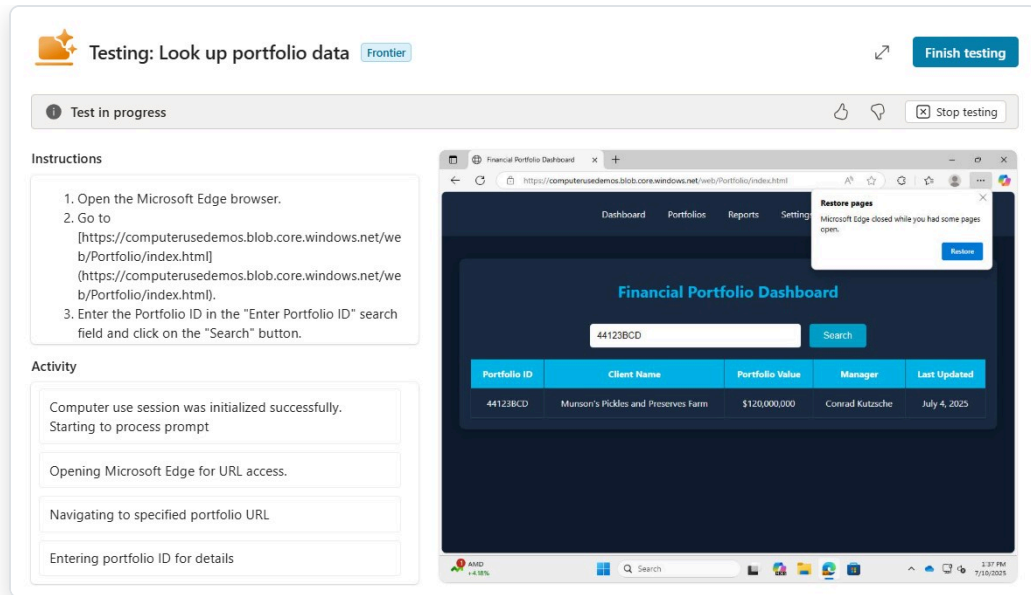 Testing: Look up portfolio data
Frontier
Finish testing
Test in progress
Stop testing
Instructions
1. Open the Microsoft Edge browser.
2. Go to
[https://computerusedemos.blob.core.windows.net/we
b/Portfolio/index.html]
(https://computerusedemos.blob.core.windows.net/we
b/Portfolio/index.html).
3. Enter the Portfolio ID in the "Enter Portfolio ID" search
field and click on the "Search" button.
Activity
Computer use session was initialized successfully.
Starting to process prompt
Opening Microsoft Edge for URL access.
Navigating to specified portfolio URL
Entering portfolio ID for details
Financial Portfolio Dashboard
https://computerusedemos.blob.core.windows.net/web/Portfolio/index.html
Restore pages
Microsoft Edge closed while you had some pages
open.
Restore
Dashboard Portfolios Reports Settings
Financial Portfolio Dashboard
44123BCD
Search
Portfolio ID Client Name Portfolio Value Manager Last Updated
44123BCD Munson's Pickles and Preserves Farm $120,000,000 Conrad Kutzsche July 4, 2025
1
AMD
+4.18%
Search
1:37 PM
7/10/2025